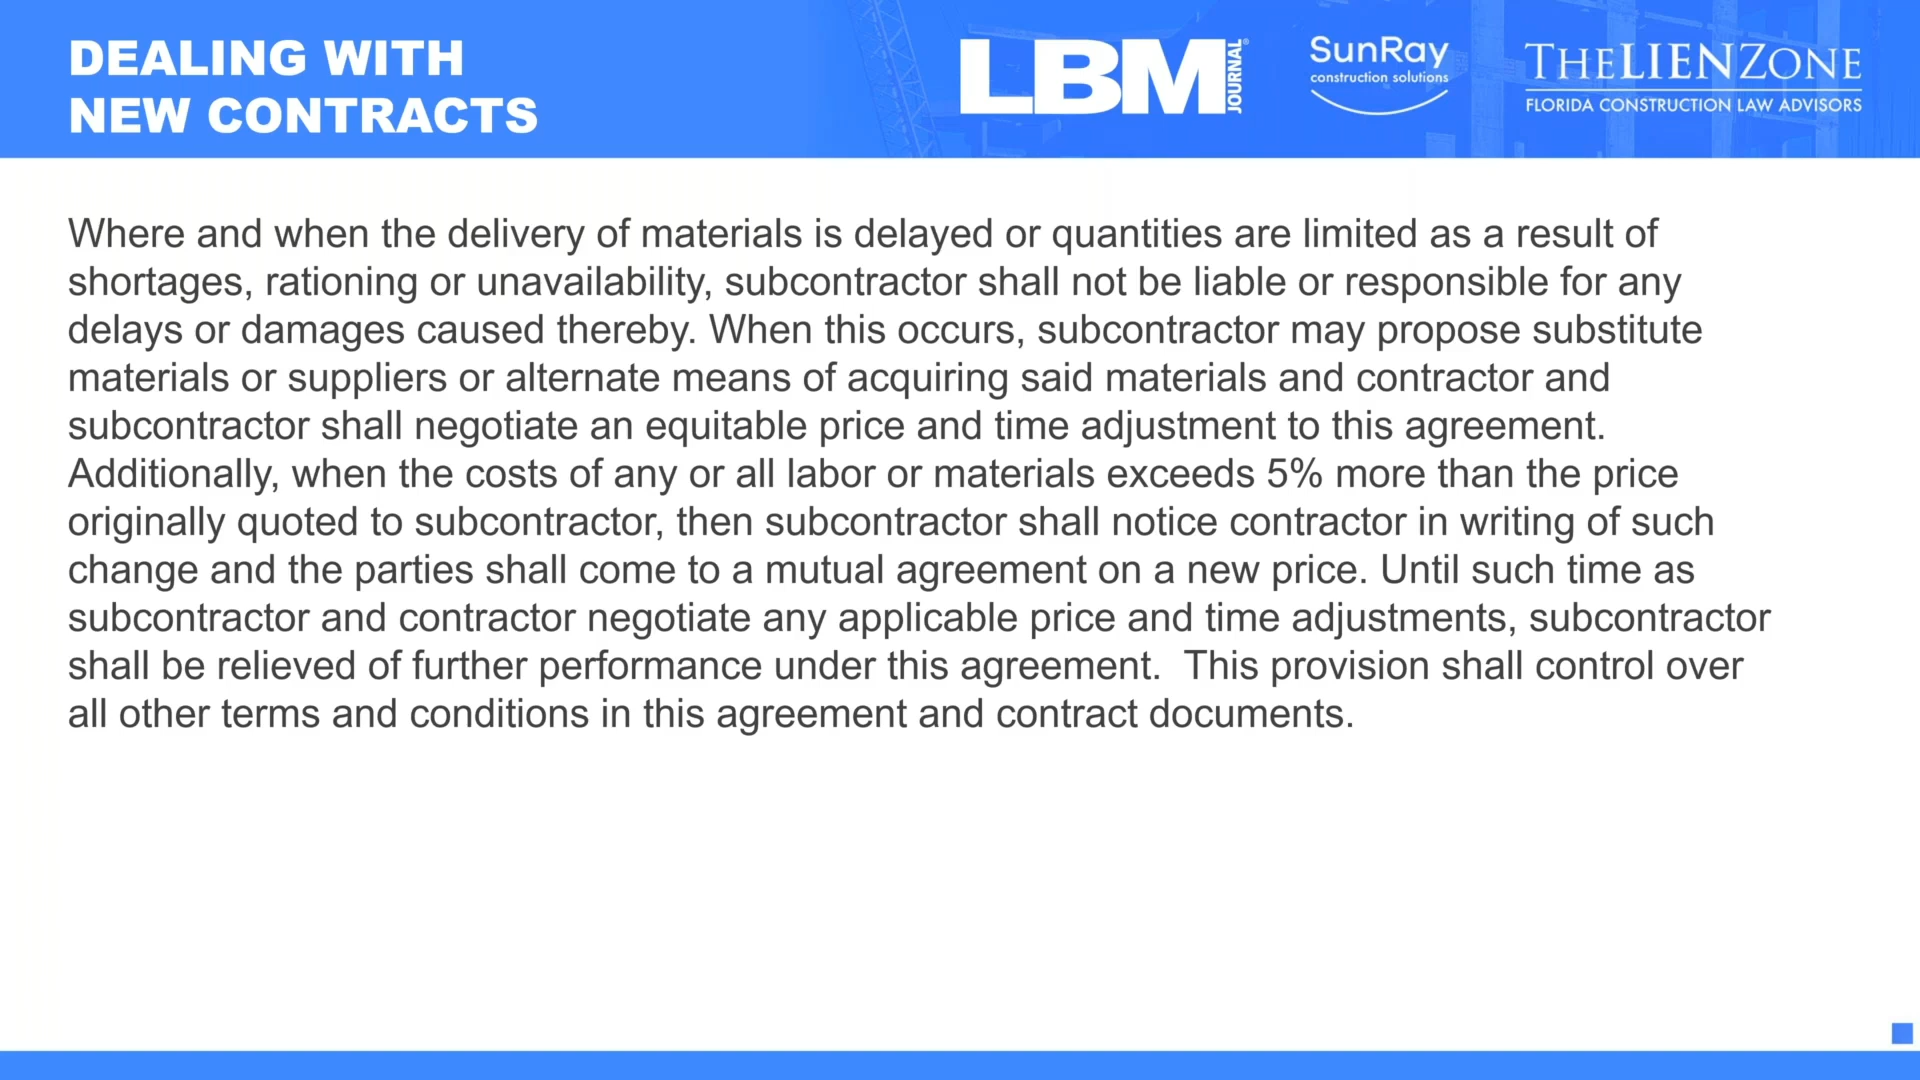 DEALING WITH
NEW CONTRACTS
LBM JOURNAL®
SunRay
construction solutions
THELIENZONE
FLORIDA CONSTRUCTION LAW ADVISORS
Where and when the delivery of materials is delayed or quantities are limited as a result of
shortages, rationing or unavailability, subcontractor shall not be liable or responsible for any
delays or damages caused thereby. When this occurs, subcontractor may propose substitute
materials or suppliers or alternate means of acquiring said materials and contractor and
subcontractor shall negotiate an equitable price and time adjustment to this agreement.
Additionally, when the costs of any or all labor or materials exceeds 5% more than the price
originally quoted to subcontractor, then subcontractor shall notice contractor in writing of such
change and the parties shall come to a mutual agreement on a new price. Until such time as
subcontractor and contractor negotiate any applicable price and time adjustments, subcontractor
shall be relieved of further performance under this agreement.  This provision shall control over
all other terms and conditions in this agreement and contract documents.